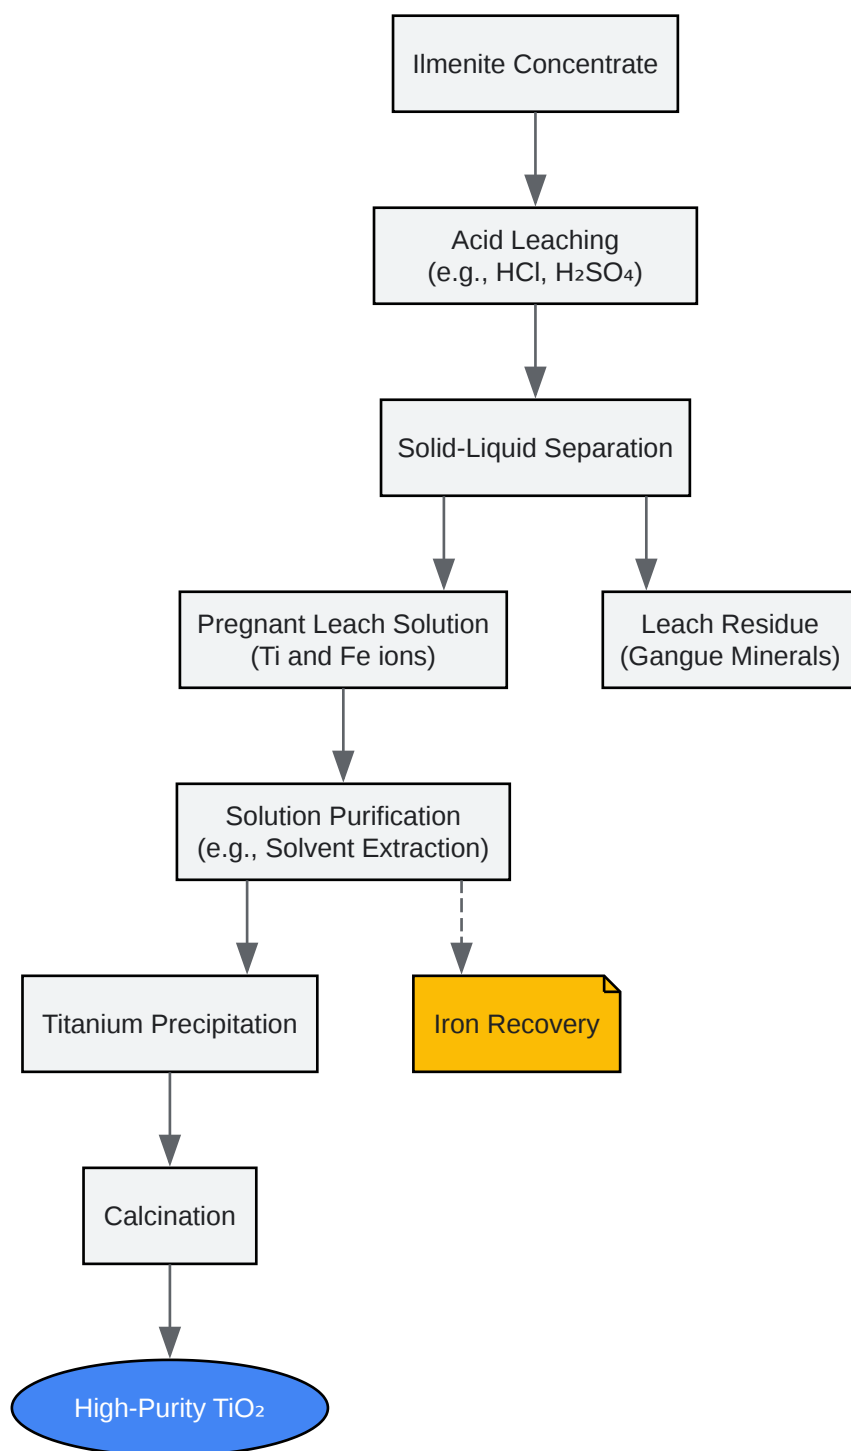 Ilmenite Concentrate
Acid Leaching
(e.g., HCl, H₂SO₄)
Solid-Liquid Separation
Pregnant Leach Solution
(Ti and Fe ions)
Leach Residue
(Gangue Minerals)
Solution Purification
(e.g., Solvent Extraction)
Titanium Precipitation
Iron Recovery
Calcination
High-Purity TiO₂